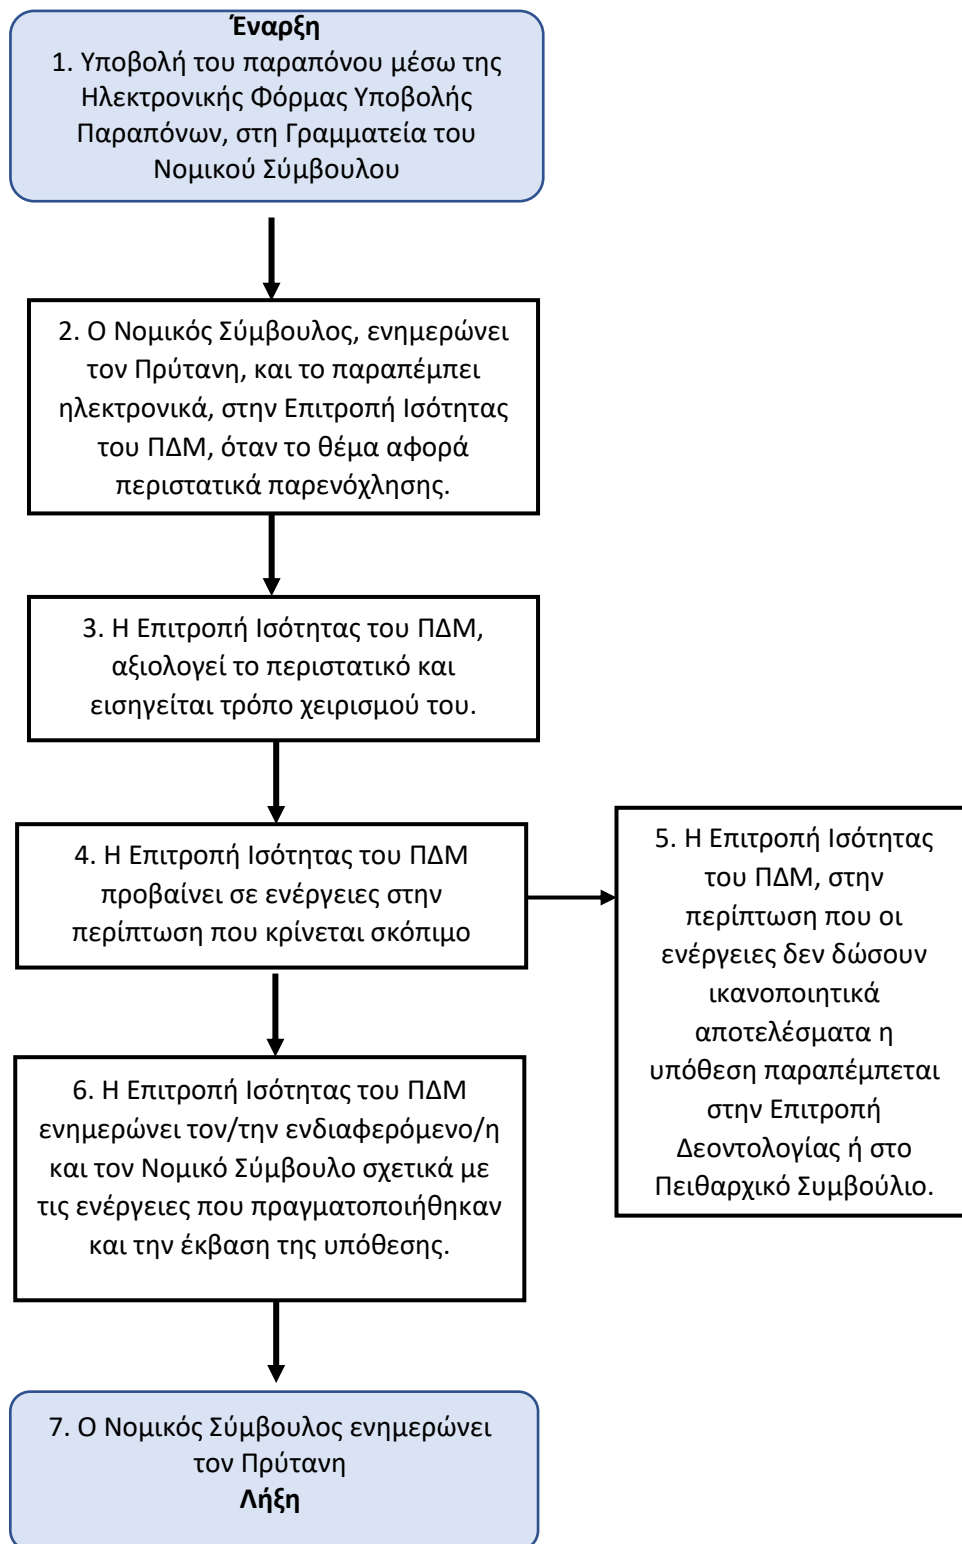 Έναρξη
1. Υποβολή του παραπόνου μέσω της
Ηλεκτρονικής Φόρμας Υποβολής
Παραπόνων, στη Γραμματεία του
Νομικού Σύμβουλου
2. Ο Νομικός Σύμβουλος, ενημερώνει
τον Πρύτανη, και το παραπέμπει
ηλεκτρονικά, στην Επιτροπή Ισότητας
του ΠΔΜ, όταν το θέμα αφορά
περιστατικά παρενόχλησης.
3. Η Επιτροπή Ισότητας του ΠΔΜ,
αξιολογεί το περιστατικό και
εισηγείται τρόπο χειρισμού του.
4. Η Επιτροπή Ισότητας του ΠΔΜ
προβαίνει σε ενέργειες στην
περίπτωση που κρίνεται σκόπιμο
5. Η Επιτροπή Ισότητας
του ΠΔΜ, στην
περίπτωση που οι
ενέργειες δεν δώσουν
ικανοποιητικά
αποτελέσματα η
υπόθεση παραπέμπεται
στην Επιτροπή
Δεοντολογίας ή στο
Πειθαρχικό Συμβούλιο.
6. Η Επιτροπή Ισότητας του ΠΔΜ
ενημερώνει τον/την ενδιαφερόμενο/η
και τον Νομικό Σύμβουλο σχετικά με
τις ενέργειες που πραγματοποιήθηκαν
και την έκβαση της υπόθεσης.
7. Ο Νομικός Σύμβουλος ενημερώνει
τον Πρύτανη
Λήξη